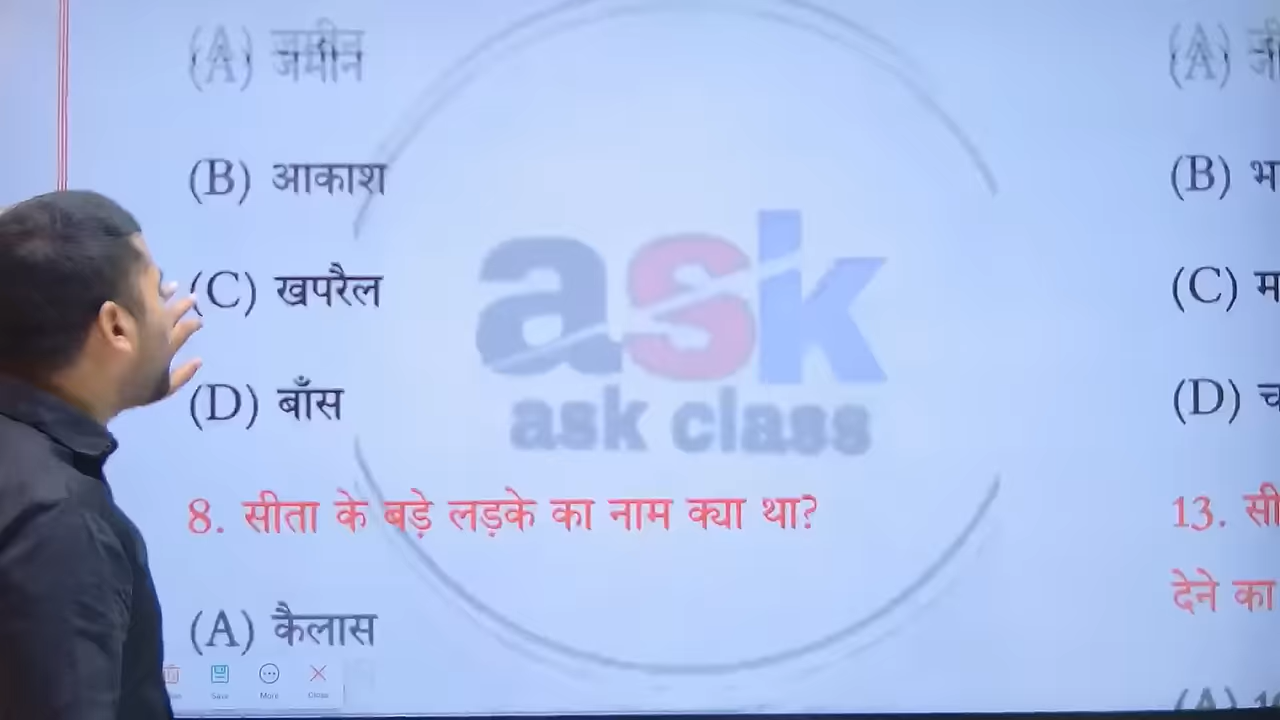 (A) जमीन
(B) आकाश
(C) खपरैल
(D) बाँस
ask
ask class
8. सीता के बड़े लड़के का नाम क्या था?
(A) कैलास
Save
More
Close
(A)
(B)
(C)
(D)
13.
देने का
(A)